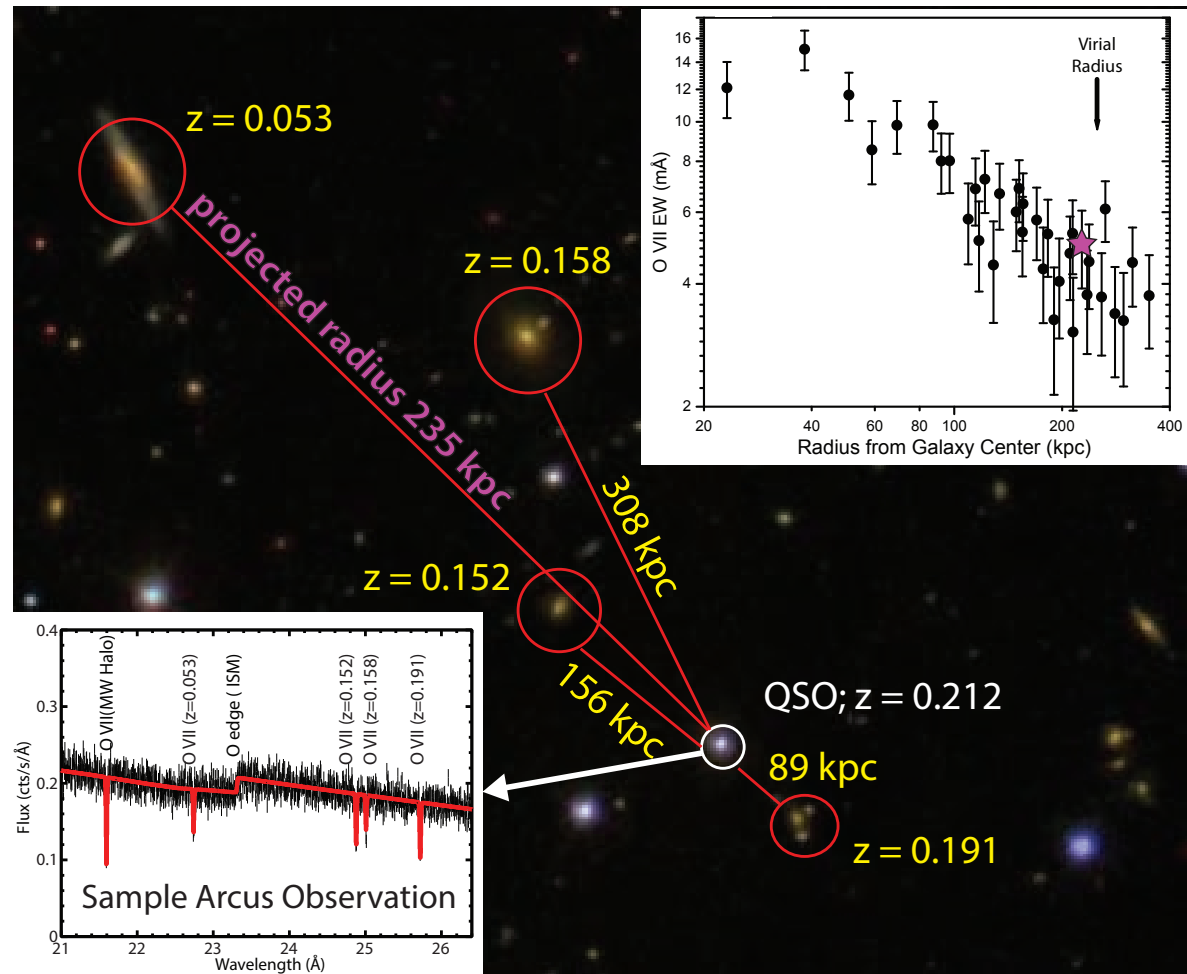 z = 0.053
projected radius 235 kpc
z = 0.158
308 kpc
z = 0.152
156 kpc
QSO; z = 0.212
89 kpc
z = 0.191
16
14
12
10
8
6
4
2
O VII EW (mÅ)
Virial
Radius
20
40
60
80
100
200
400
Radius from Galaxy Center (kpc)
0.4
0.3
0.2
0.1
0
Flux (cts/s/Å)
O VII(MW Halo)
O VII (z=0.053)
O edge ( ISM)
O VII (z=0.152)
O VII (z=0.158)
O VII (z=0.191)
Sample Arcus Observation
21
22
23
24
25
26
Wavelength (Å)